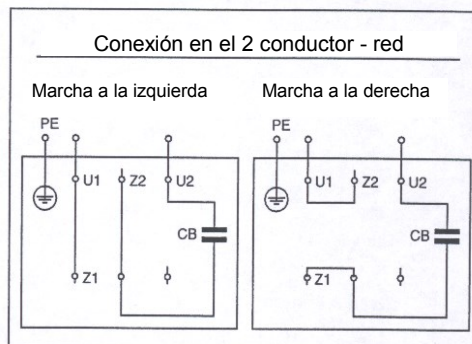 Conexión en el 2 conductor - red
Marcha a la izquierda
Marcha a la derecha
PE
U1
Z2
U2
CB
Z1
PE
U1
Z2
U2
CB
Z1